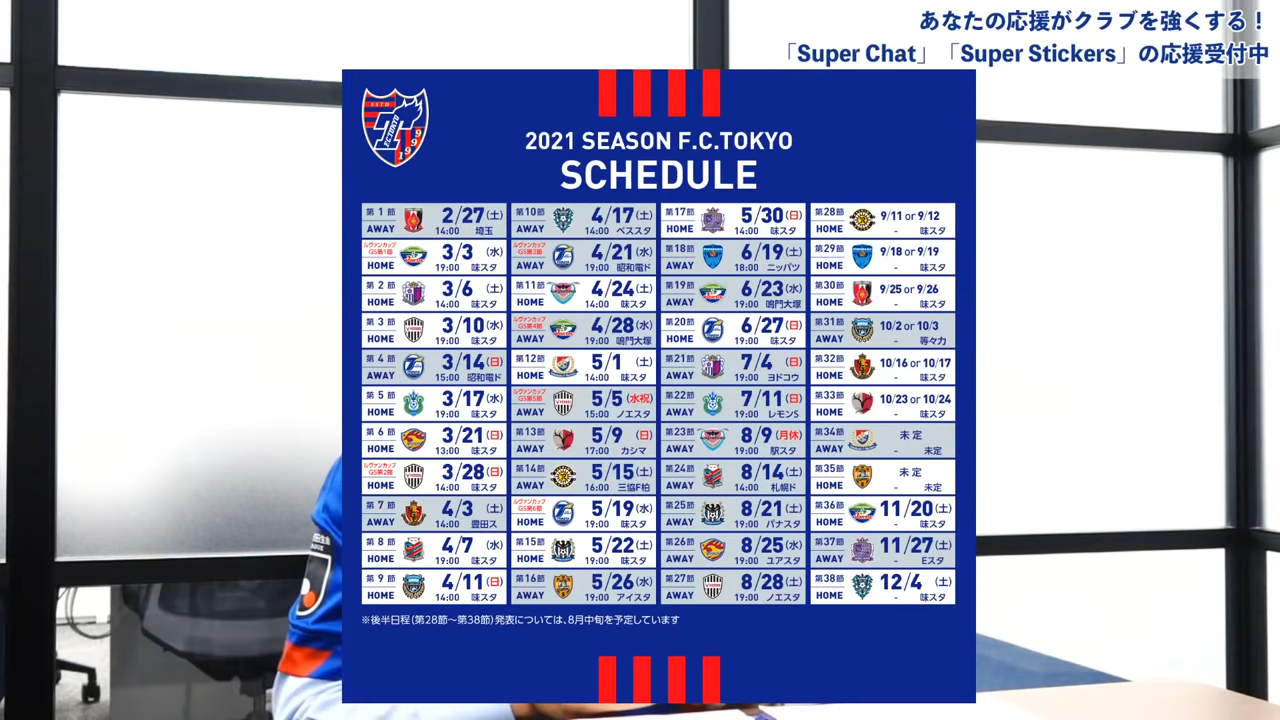 あなたの応援がクラブを強くする！
「Super Chat」「Super Stickers」の応援受付中
2021 SEASON F.C.TOKYO
SCHEDULE
第1節 AWAY 2/27(土) 14:00 埼玉
ルヴァンカップ GS第1節 HOME 3/3(水) 19:00 味スタ
第2節 HOME 3/6(土) 14:00 味スタ
第3節 HOME 3/10(水) 19:00 味スタ
第4節 AWAY 3/14(日) 15:00 昭和電ド
第5節 HOME 3/17(水) 19:00 味スタ
第6節 HOME 3/21(日) 13:00 味スタ
ルヴァンカップ GS第2節 HOME 3/28(日) 14:00 味スタ
第7節 AWAY 4/3(土) 14:00 豊田ス
第8節 HOME 4/7(水) 19:00 味スタ
第9節 HOME 4/11(日) 14:00 味スタ
第10節 AWAY 4/17(土) 14:00 ベススタ
ルヴァンカップ GS第3節 AWAY 4/21(水) 19:00 昭和電ド
第11節 HOME 4/24(土) 14:00 味スタ
ルヴァンカップ GS第4節 AWAY 4/28(水) 19:00 鳴門大塚
第12節 HOME 5/1(土) 14:00 味スタ
ルヴァンカップ GS第5節 AWAY 5/5(水祝) 15:00 ノエスタ
第13節 AWAY 5/9(日) 17:00 カシマ
第14節 AWAY 5/15(土) 16:00 三協F柏
ルヴァンカップ GS第6節 HOME 5/19(水) 19:00 味スタ
第15節 HOME 5/22(土) 19:00 味スタ
第16節 AWAY 5/26(水) 19:00 アイスタ
第17節 HOME 5/30(日) 14:00 味スタ
第18節 AWAY 6/19(土) 18:00 ニッパツ
第19節 AWAY 6/23(水) 19:00 鳴門大塚
第20節 HOME 6/27(日) 19:00 味スタ
第21節 AWAY 7/4(日) 19:00 ヨドコウ
第22節 AWAY 7/11(日) 19:00 レモンS
第23節 AWAY 8/9(月休) 19:00 駅スタ
第24節 AWAY 8/14(土) 14:00 札幌ド
第25節 AWAY 8/21(土) 19:00 パナスタ
第26節 AWAY 8/25(水) 19:00 ユアスタ
第27節 AWAY 8/28(土) 19:00 ノエスタ
第28節 HOME 9/11 or 9/12 - 味スタ
第29節 HOME 9/18 or 9/19 - 味スタ
第30節 HOME 9/25 or 9/26 - 味スタ
第31節 AWAY 10/2 or 10/3 - 等々力
第32節 HOME 10/16 or 10/17 - 味スタ
第33節 HOME 10/23 or 10/24 - 味スタ
第34節 AWAY 未定 - 未定
第35節 HOME 未定 - 未定
第36節 HOME 11/20(土) - 味スタ
第37節 AWAY 11/27(土) - Eスタ
第38節 HOME 12/4(土) - 味スタ
※後半日程(第28節〜第38節)発表については、8月中旬を予定しています